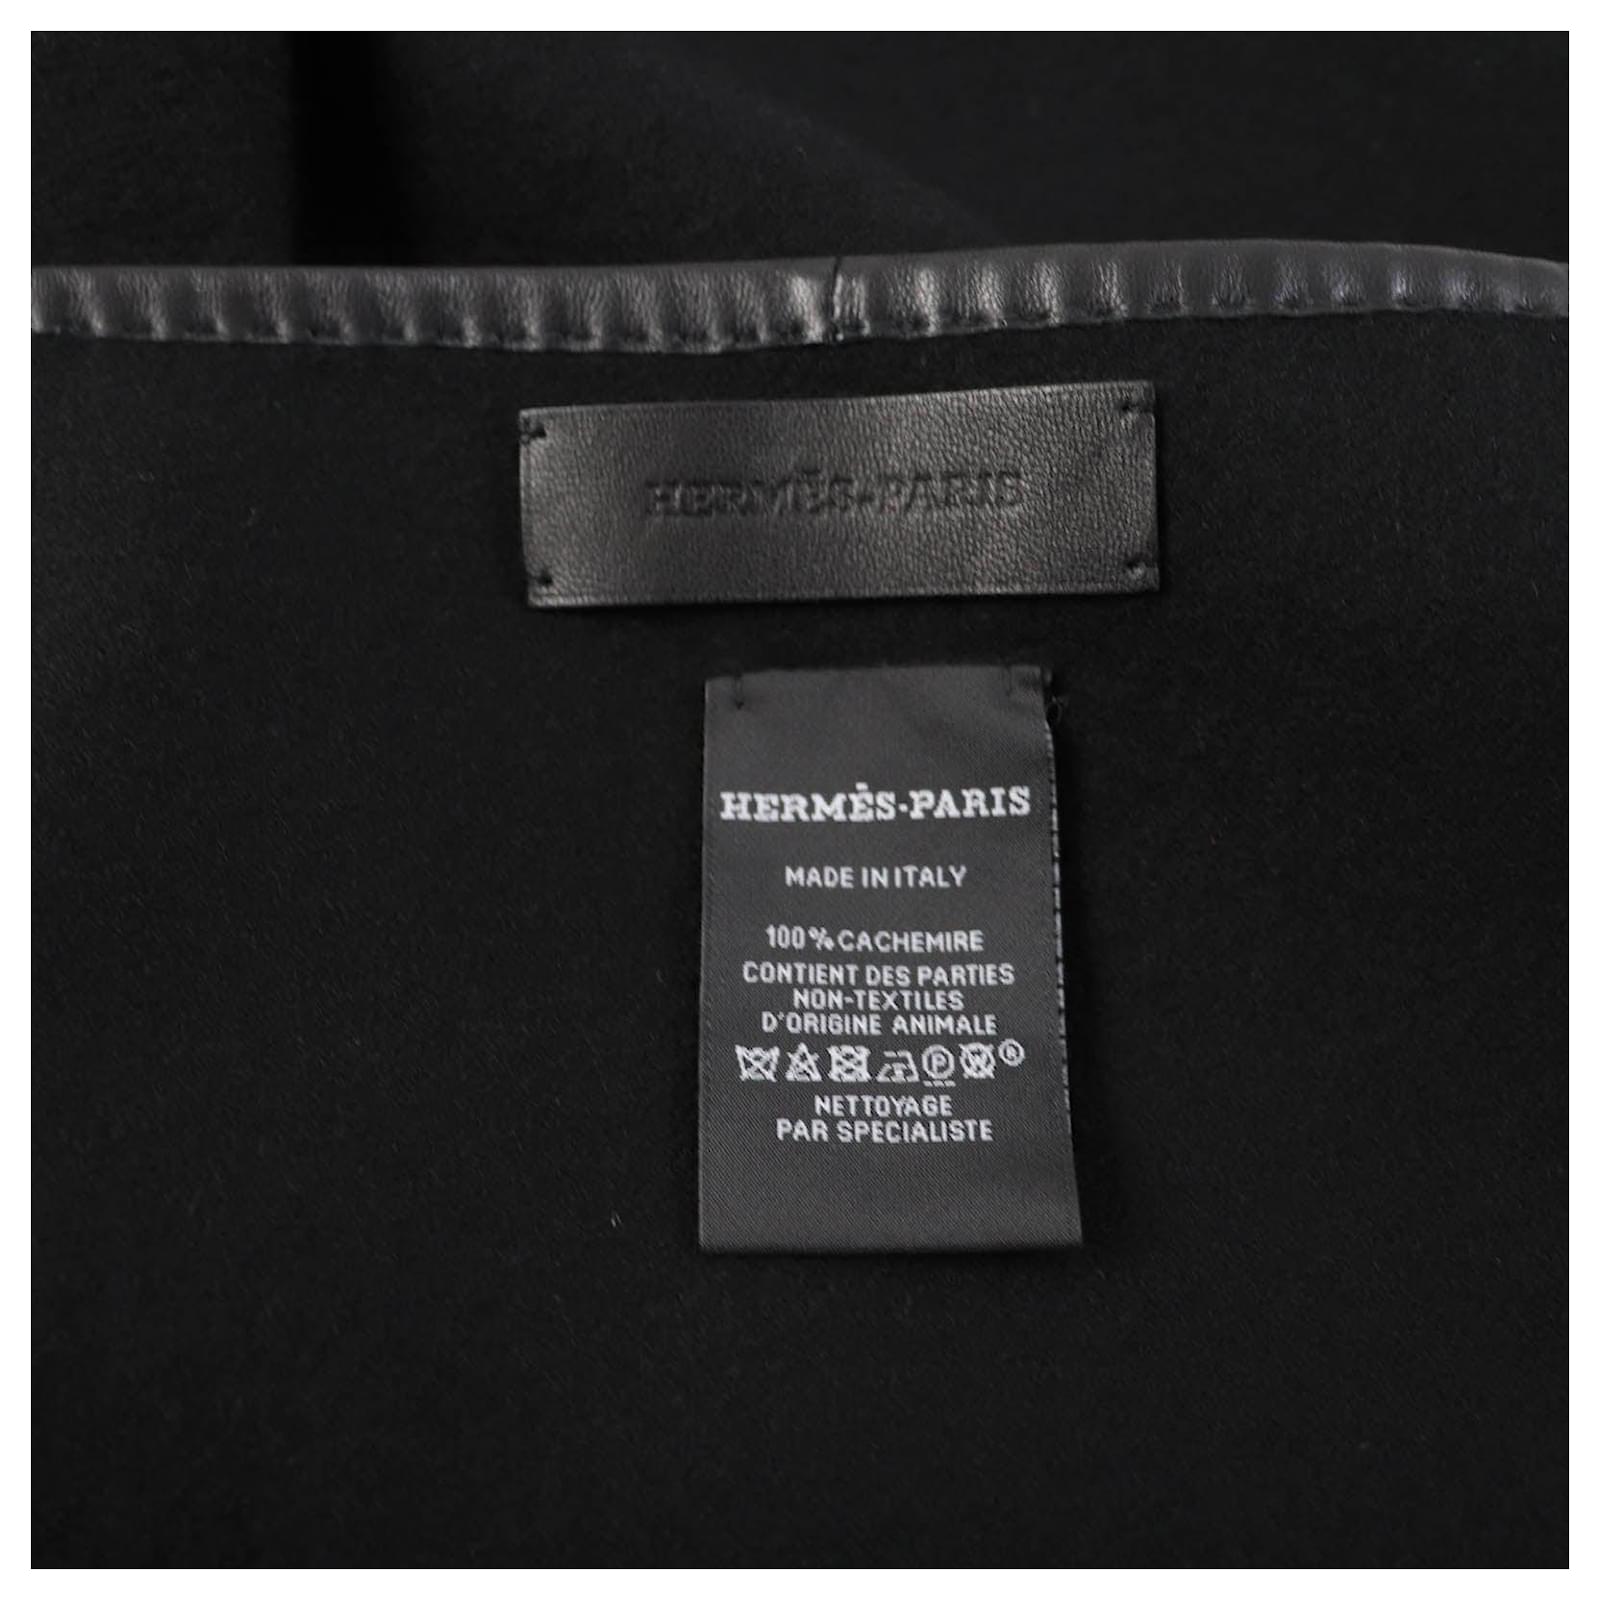 HERMÈS-PARIS
HERMÈS-PARIS
MADE IN ITALY
100% CACHEMIRE
CONTIENT DES PARTIES
NON-TEXTILES
D'ORIGINE ANIMALE
P W ®
NETTOYAGE
PAR SPECIALISTE